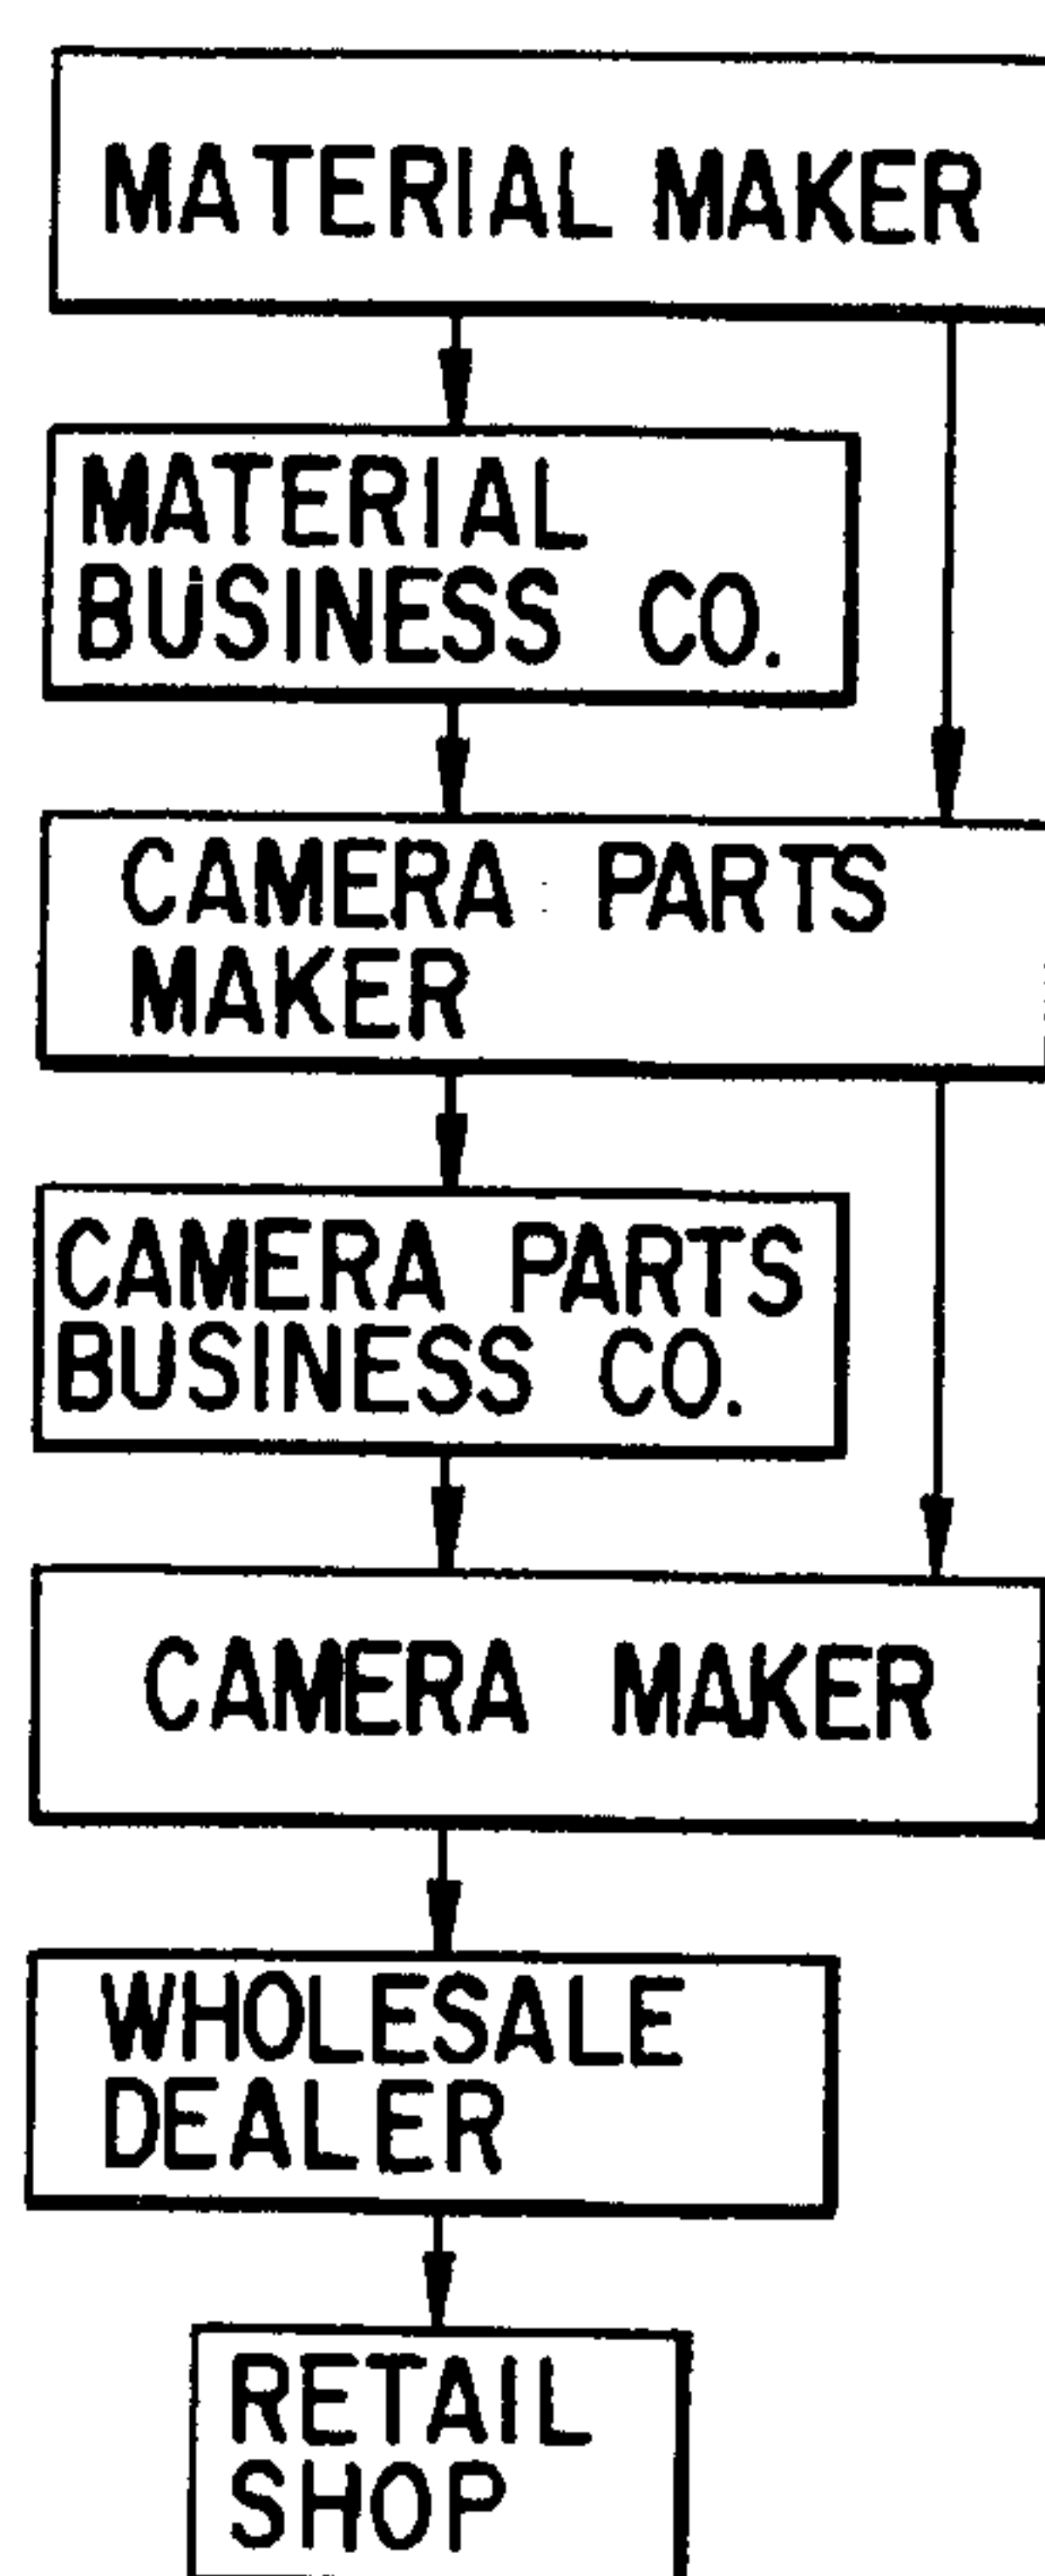 MATERIAL MAKER
MATERIAL
BUSINESS CO.
CAMERA PARTS
MAKER
CAMERA PARTS
BUSINESS CO.
CAMERA MAKER
WHOLESALE
DEALER
RETAIL
SHOP